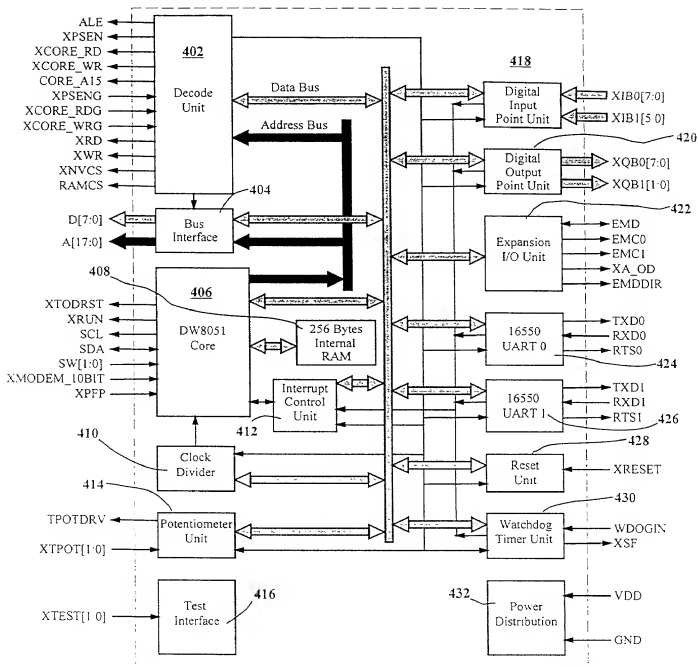 ALE
XPSEN
XCORE_RD
XCORE_WR
CORE_A15
XPSENG
XCORE_RDG
XCORE_WRG
XRD
XWR
XNVCS
RAMCS
402
Decode
Unit
Data Bus
Address Bus
418
Digital
Input
Point Unit
XIB0[7:0]
XIB1[5 0]
420
Digital
Output
Point Unit
XQB0[7:0]
XQB1[1·0]
D[7:0]
A[17:0]
Bus
Interface
404
422
Expansion
I/O Unit
EMD
EMC0
EMC1
XA_OD
EMDDIR
408
406
DW8051
Core
256 Bytes
Internal
RAM
XTODRST
XRUN
SCL
SDA
SW[1:0]
XMODEM_10BIT
XPFP
16550
UART 0
TXD0
RXD0
RTS0
424
Interrupt
Control
Unit
412
16550
UART 1
TXD1
RXD1
RTS1
426
410
Clock
Divider
428
Reset
Unit
XRESET
414
TPOTDRV
XTPOT[1·0]
Potentiometer
Unit
430
Watchdog
Timer Unit
WDOGIN
XSF
XTEST[1 0]
Test
Interface
416
432
Power
Distribution
VDD
GND